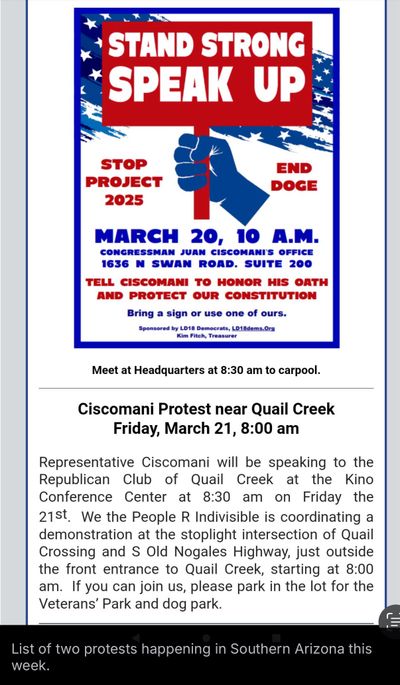 STAND STRONG
SPEAK UP
STOP
PROJECT
2025
END
DOGE
MARCH 20, 10 A.M.
CONGRESSMAN JUAN CISCOMANI'S OFFICE
1636 N SWAN ROAD. SUITE 200
TELL CISCOMANI TO HONOR HIS OATH
AND PROTECT OUR CONSTITUTION
Bring a sign or use one of ours.
Sponsored by LD18 Democrats, LD18dems.Org
Kim Fitch, Treasurer
Meet at Headquarters at 8:30 am to carpool.
Ciscomani Protest near Quail Creek
Friday, March 21, 8:00 am
Representative Ciscomani will be speaking to the
Republican Club of Quail Creek at the Kino
Conference Center at 8:30 am on Friday the
21st. We the People R Indivisible is coordinating a
demonstration at the stoplight intersection of Quail
Crossing and S Old Nogales Highway, just outside
the front entrance to Quail Creek, starting at 8:00
am. If you can join us, please park in the lot for the
Veterans' Park and dog park.
List of two protests happening in Southern Arizona this
week.